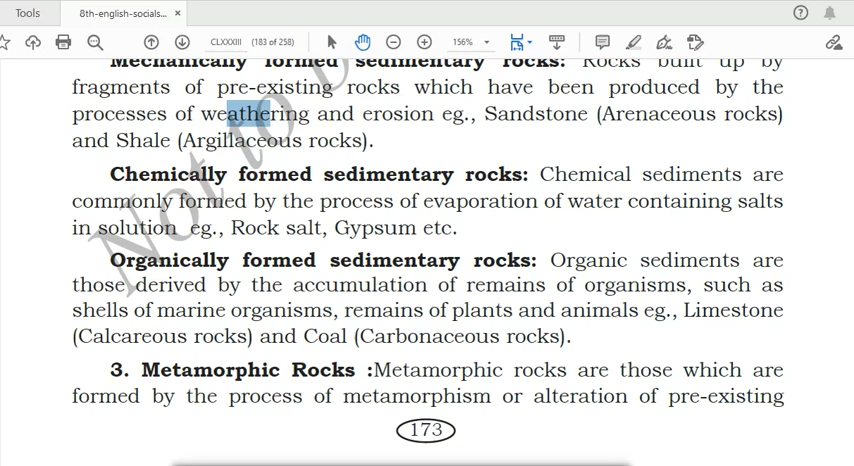 Tools 8th-english-socials... ×
CLXXXIII (183 of 258) 156%
Mechanically formed sedimentary rocks: Rocks built up by
fragments of pre-existing rocks which have been produced by the
processes of weathering and erosion eg., Sandstone (Arenaceous rocks)
and Shale (Argillaceous rocks).
Chemically formed sedimentary rocks: Chemical sediments are
commonly formed by the process of evaporation of water containing salts
in solution eg., Rock salt, Gypsum etc.
Organically formed sedimentary rocks: Organic sediments are
those derived by the accumulation of remains of organisms, such as
shells of marine organisms, remains of plants and animals eg., Limestone
(Calcareous rocks) and Coal (Carbonaceous rocks).
3. Metamorphic Rocks :Metamorphic rocks are those which are
formed by the process of metamorphism or alteration of pre-existing
173
Not to b